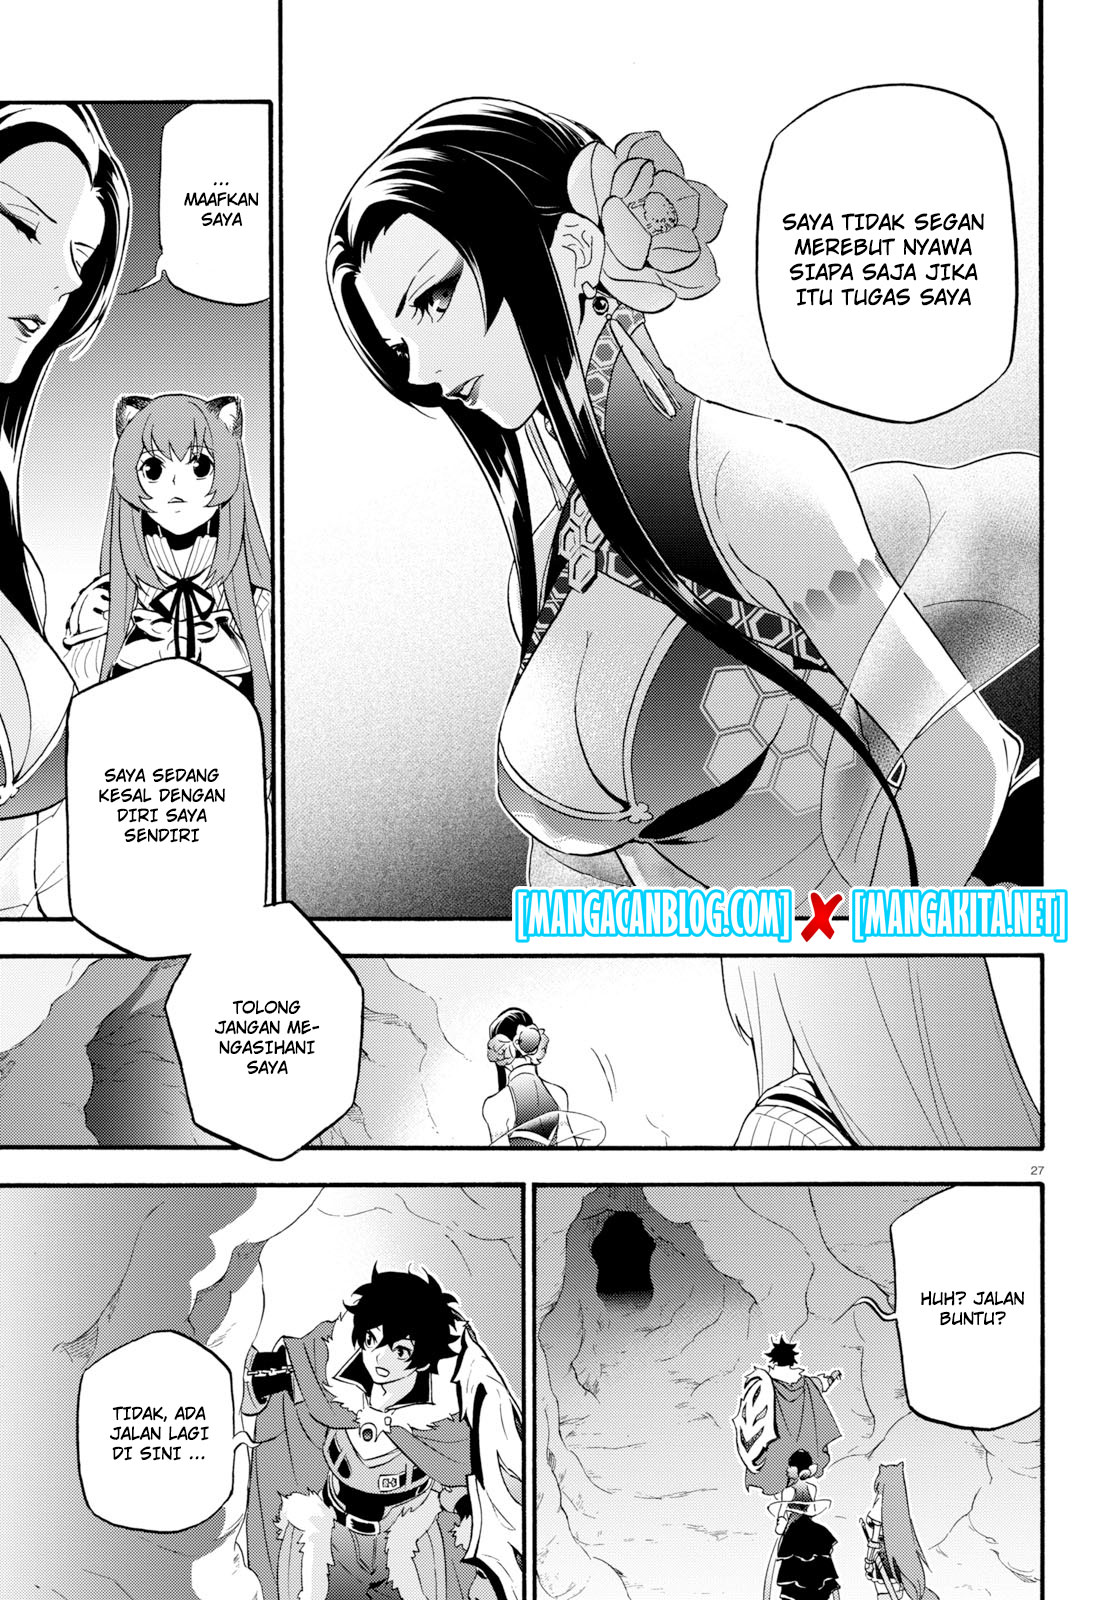 SAYA TIDAK SEGAN
MEREBUT NYAWA
SIAPA SAJA JIKA
ITU TUGAS SAYA
...
MAAFKAN
SAYA
SAYA SEDANG
KESAL DENGAN
DIRI SAYA
SENDIRI
[MANGACANBLOG.COM] X [MANGAKITA.NET]
TOLONG
JANGAN ME-
NGASIHANI
SAYA
27
HUH? JALAN
BUNTU?
TIDAK, ADA
JALAN LAGI
DI SINI ...